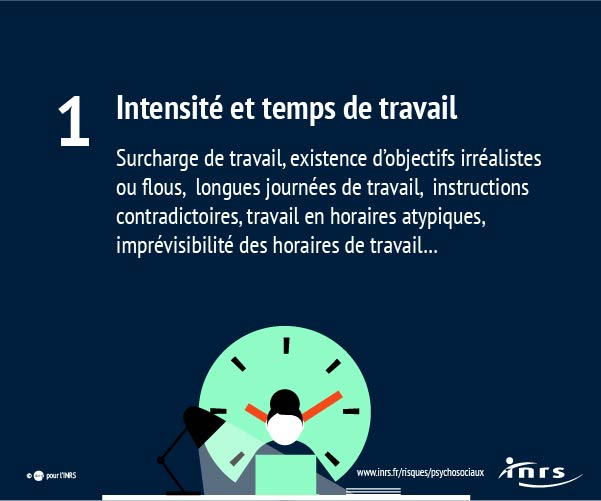 1
Intensité et temps de travail
Surcharge de travail, existence d'objectifs irréalistes
ou flous, longues journées de travail, instructions
contradictoires, travail en horaires atypiques,
imprévisibilité des horaires de travail...
www.inrs.fr/risques/psychosociaux
inrs
© pour l'INRS